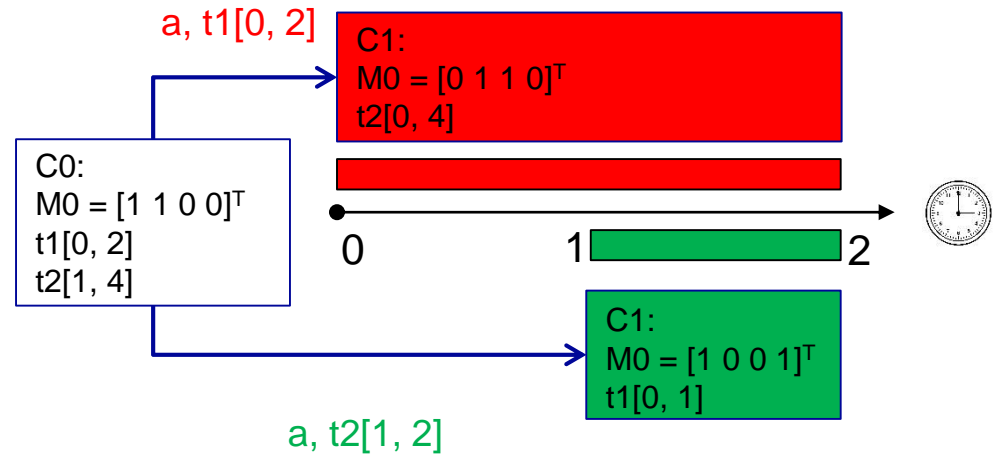 a, t1[0, 2]
C1:
M0 = [0 1 1 0]ᵀ
t2[0, 4]
C0:
M0 = [1 1 0 0]ᵀ
t1[0, 2]
t2[1, 4]
0
1
2
C1:
M0 = [1 0 0 1]ᵀ
t1[0, 1]
a, t2[1, 2]